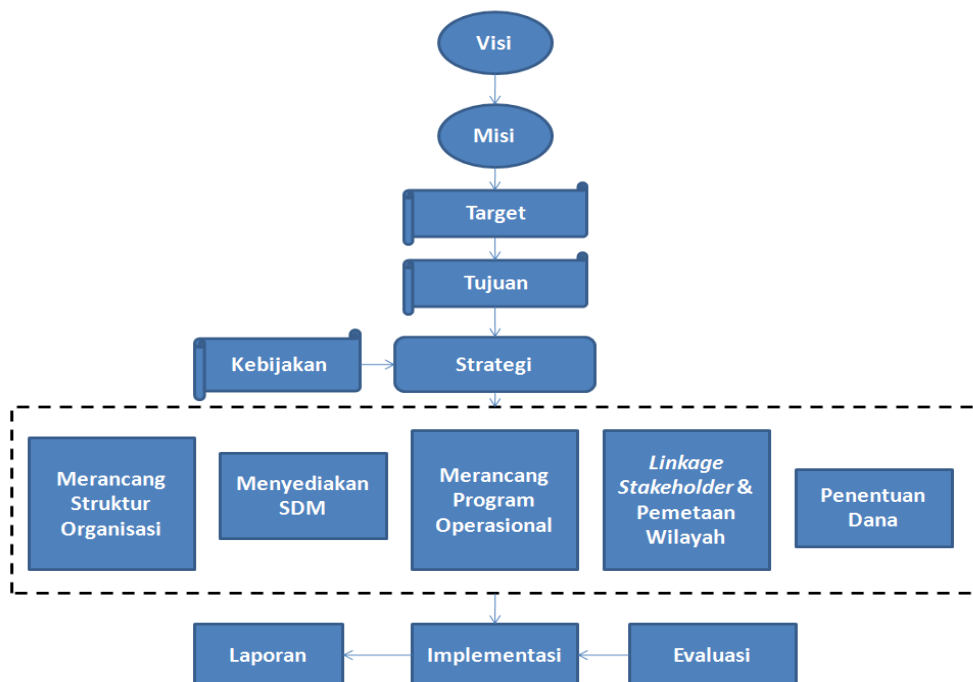 Visi
Misi
Target
Tujuan
Kebijakan
Strategi
Merancang
Struktur
Organisasi
Menyediakan
SDM
Merancang
Program
Operasional
Linkage
Stakeholder &
Pemetaan
Wilayah
Penentuan
Dana
Laporan
Implementasi
Evaluasi